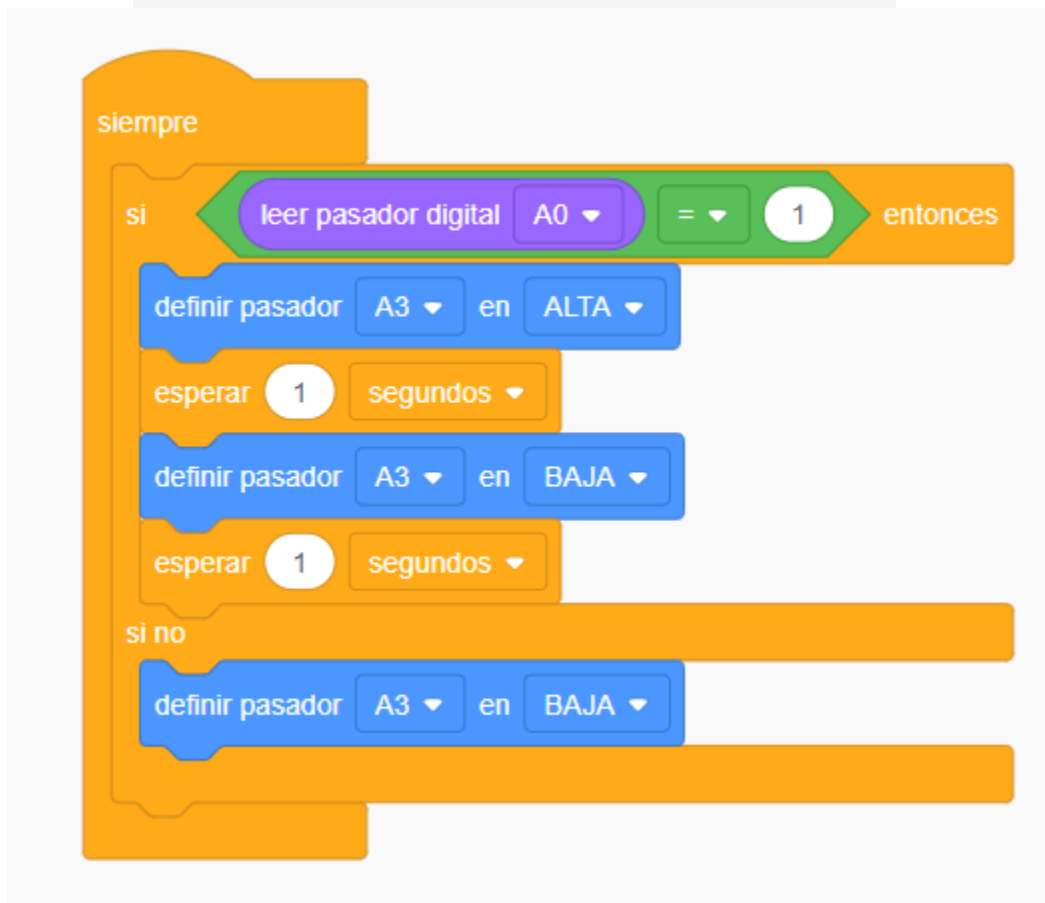 siempre
si leer pasador digital A0 = 1 entonces
definir pasador A3 en ALTA
esperar 1 segundos
definir pasador A3 en BAJA
esperar 1 segundos
si no
definir pasador A3 en BAJA